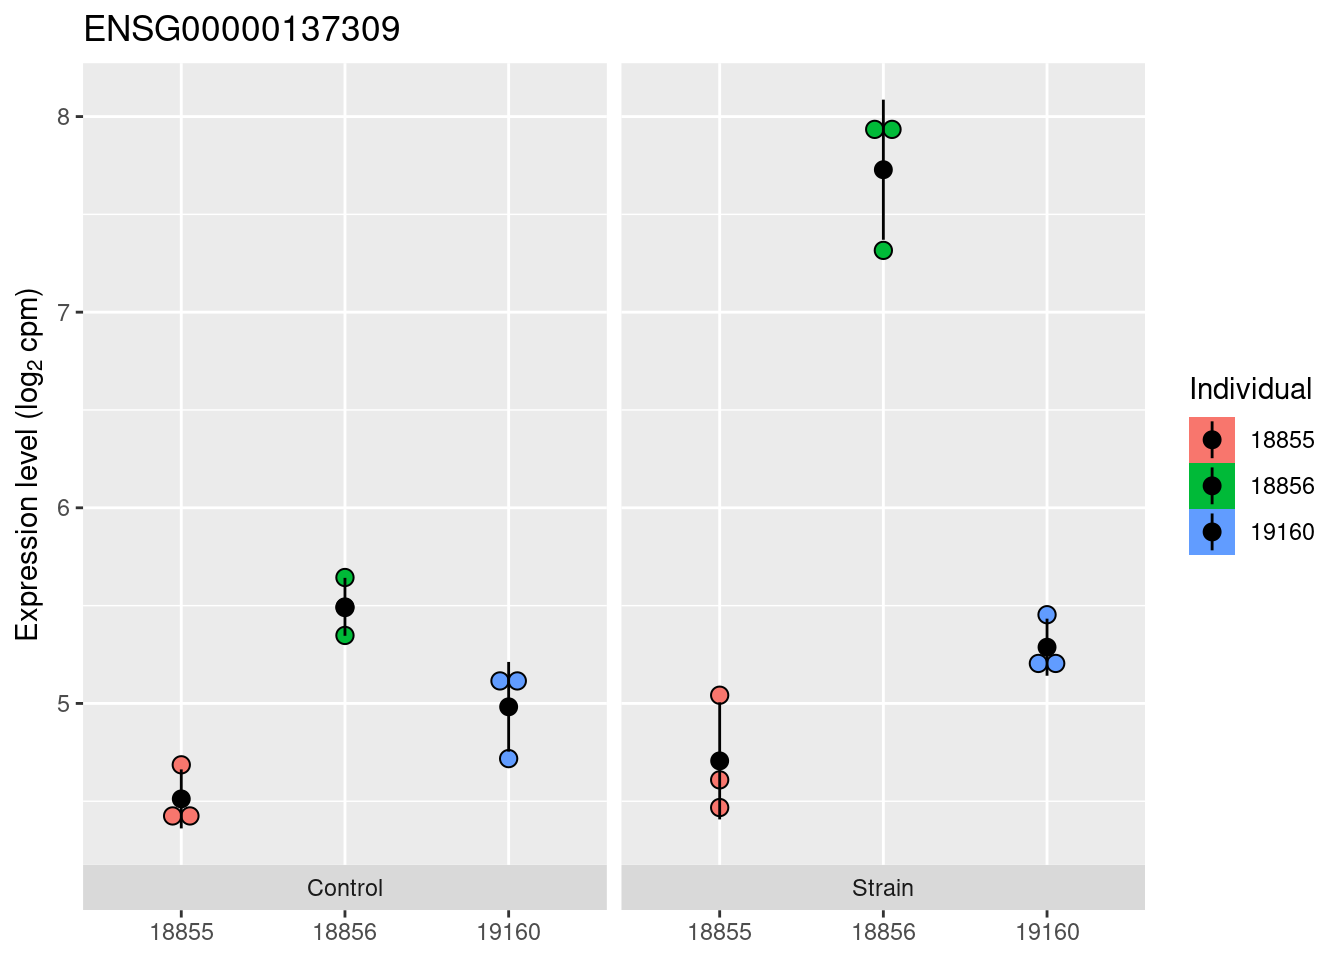 ENSG00000137309
Expression level (log₂ cpm)
8
7
6
5
Control
Strain
18855
18856
19160
18855
18856
19160
Individual
18855
18856
19160